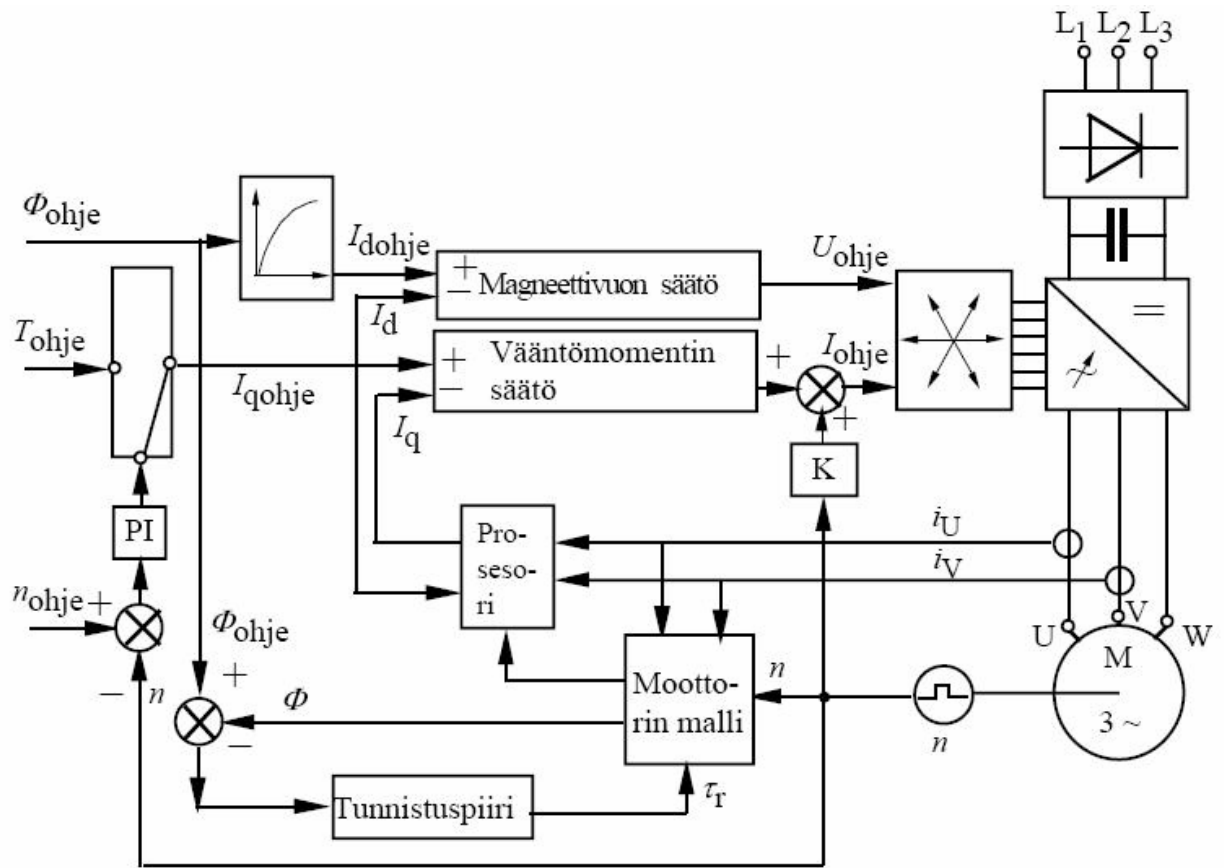 L1 L2 L3
Φohje
Idohje
+
− Magneettivuon säätö
Uohje
=
Id
Tohje
Iqohje
+
− Vääntömomentin
säätö
+
Iohje
+
Iq
K
PI
Pro-
sesso-
ri
iU
iV
nohje +
− n
Φohje
+
−
Φ
Mootto-
rin malli
n
n
U V W
M
3 ~
τr
Tunnistuspiiri